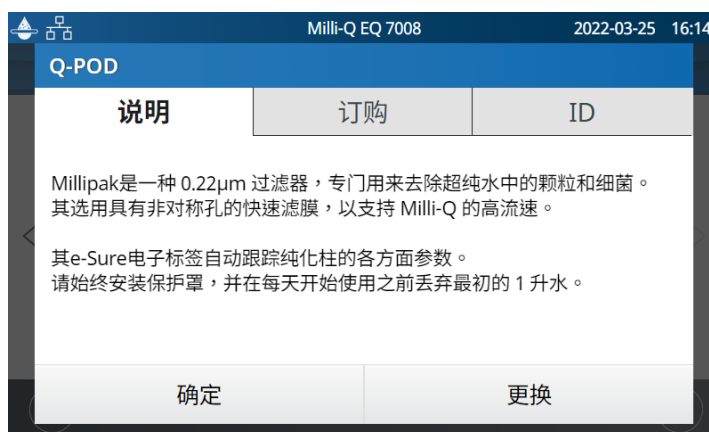 Milli-Q EQ 7008 2022-03-25 16:14
Q-POD
说明 订购 ID
Millipak是一种 0.22µm 过滤器，专门用来去除超纯水中的颗粒和细菌。
其选用具有非对称孔的快速滤膜，以支持 Milli-Q 的高流速。
其e-Sure电子标签自动跟踪纯化柱的各方面参数。
请始终安装保护罩，并在每天开始使用之前丢弃最初的 1 升水。
确定 更换